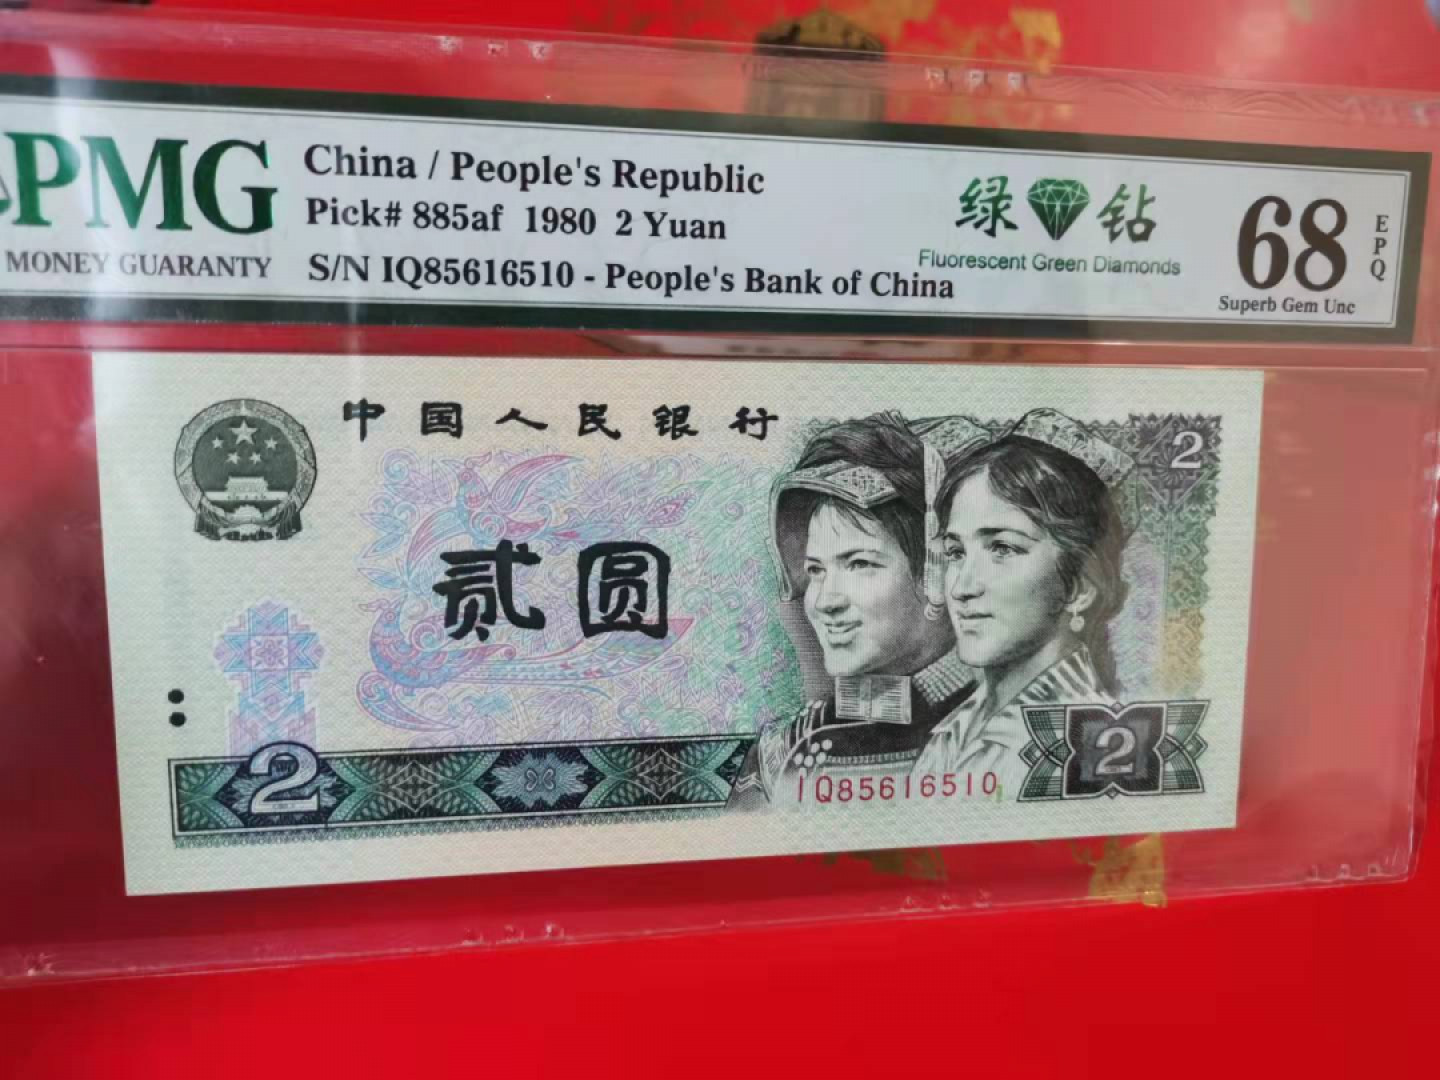 PMG
MONEY GUARANTY
China / People's Republic
Pick# 885af 1980 2 Yuan
S/N IQ85616510 - People's Bank of China
绿 钻
Fluorescent Green Diamonds
68
EPQ
Superb Gem Unc
中国人民银行
2
贰圆
2
2
IQ85616510